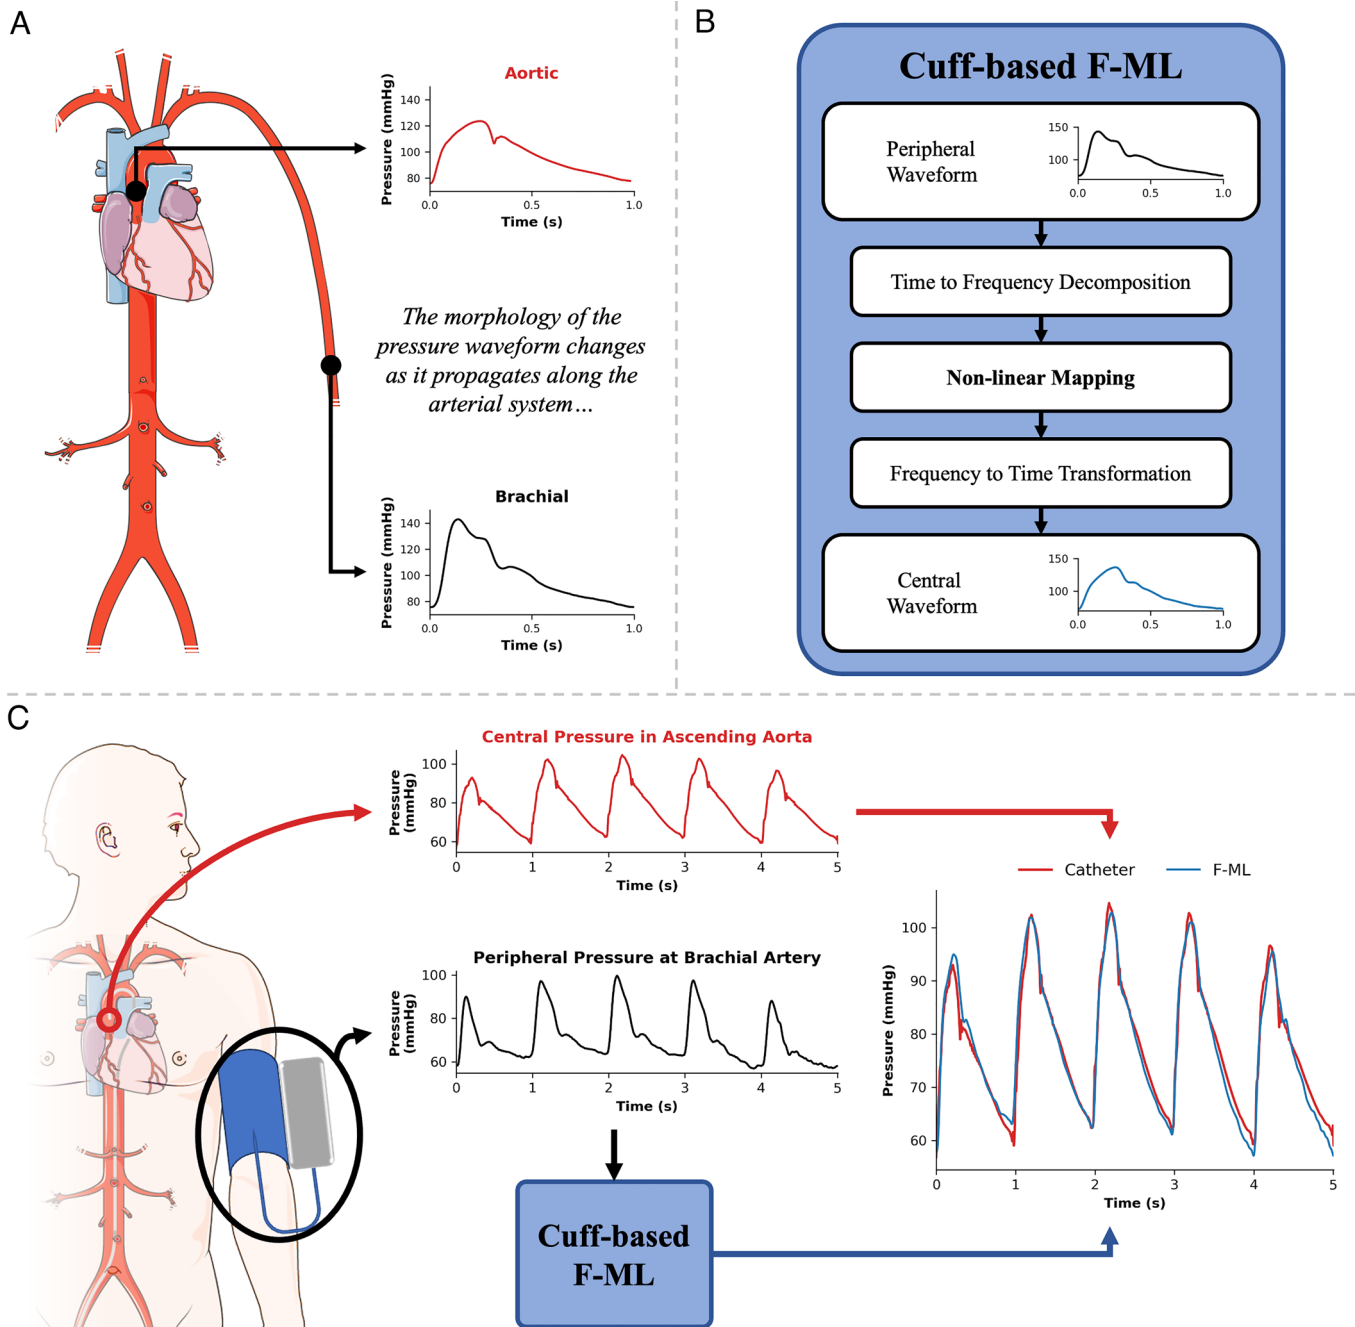 A
Aortic
Pressure (mmHg)
140
120
100
80
0.0
0.5
1.0
Time (s)
The morphology of the
pressure waveform changes
as it propagates along the
arterial system...
Brachial
Pressure (mmHg)
140
120
100
80
0.0
0.5
1.0
Time (s)
B
Cuff-based F-ML
Peripheral
Waveform
150
100
0.0
0.5
1.0
Time to Frequency Decomposition
Non-linear Mapping
Frequency to Time Transformation
Central
Waveform
150
100
0.0
0.5
1.0
C
Central Pressure in Ascending Aorta
Pressure
(mmHg)
100
80
60
0 1 2 3 4 5
Time (s)
Peripheral Pressure at Brachial Artery
Pressure
(mmHg)
100
80
60
0 1 2 3 4 5
Time (s)
Cuff-based
F-ML
Catheter
F-ML
Pressure (mmHg)
100
90
80
70
60
0 1 2 3 4 5
Time (s)